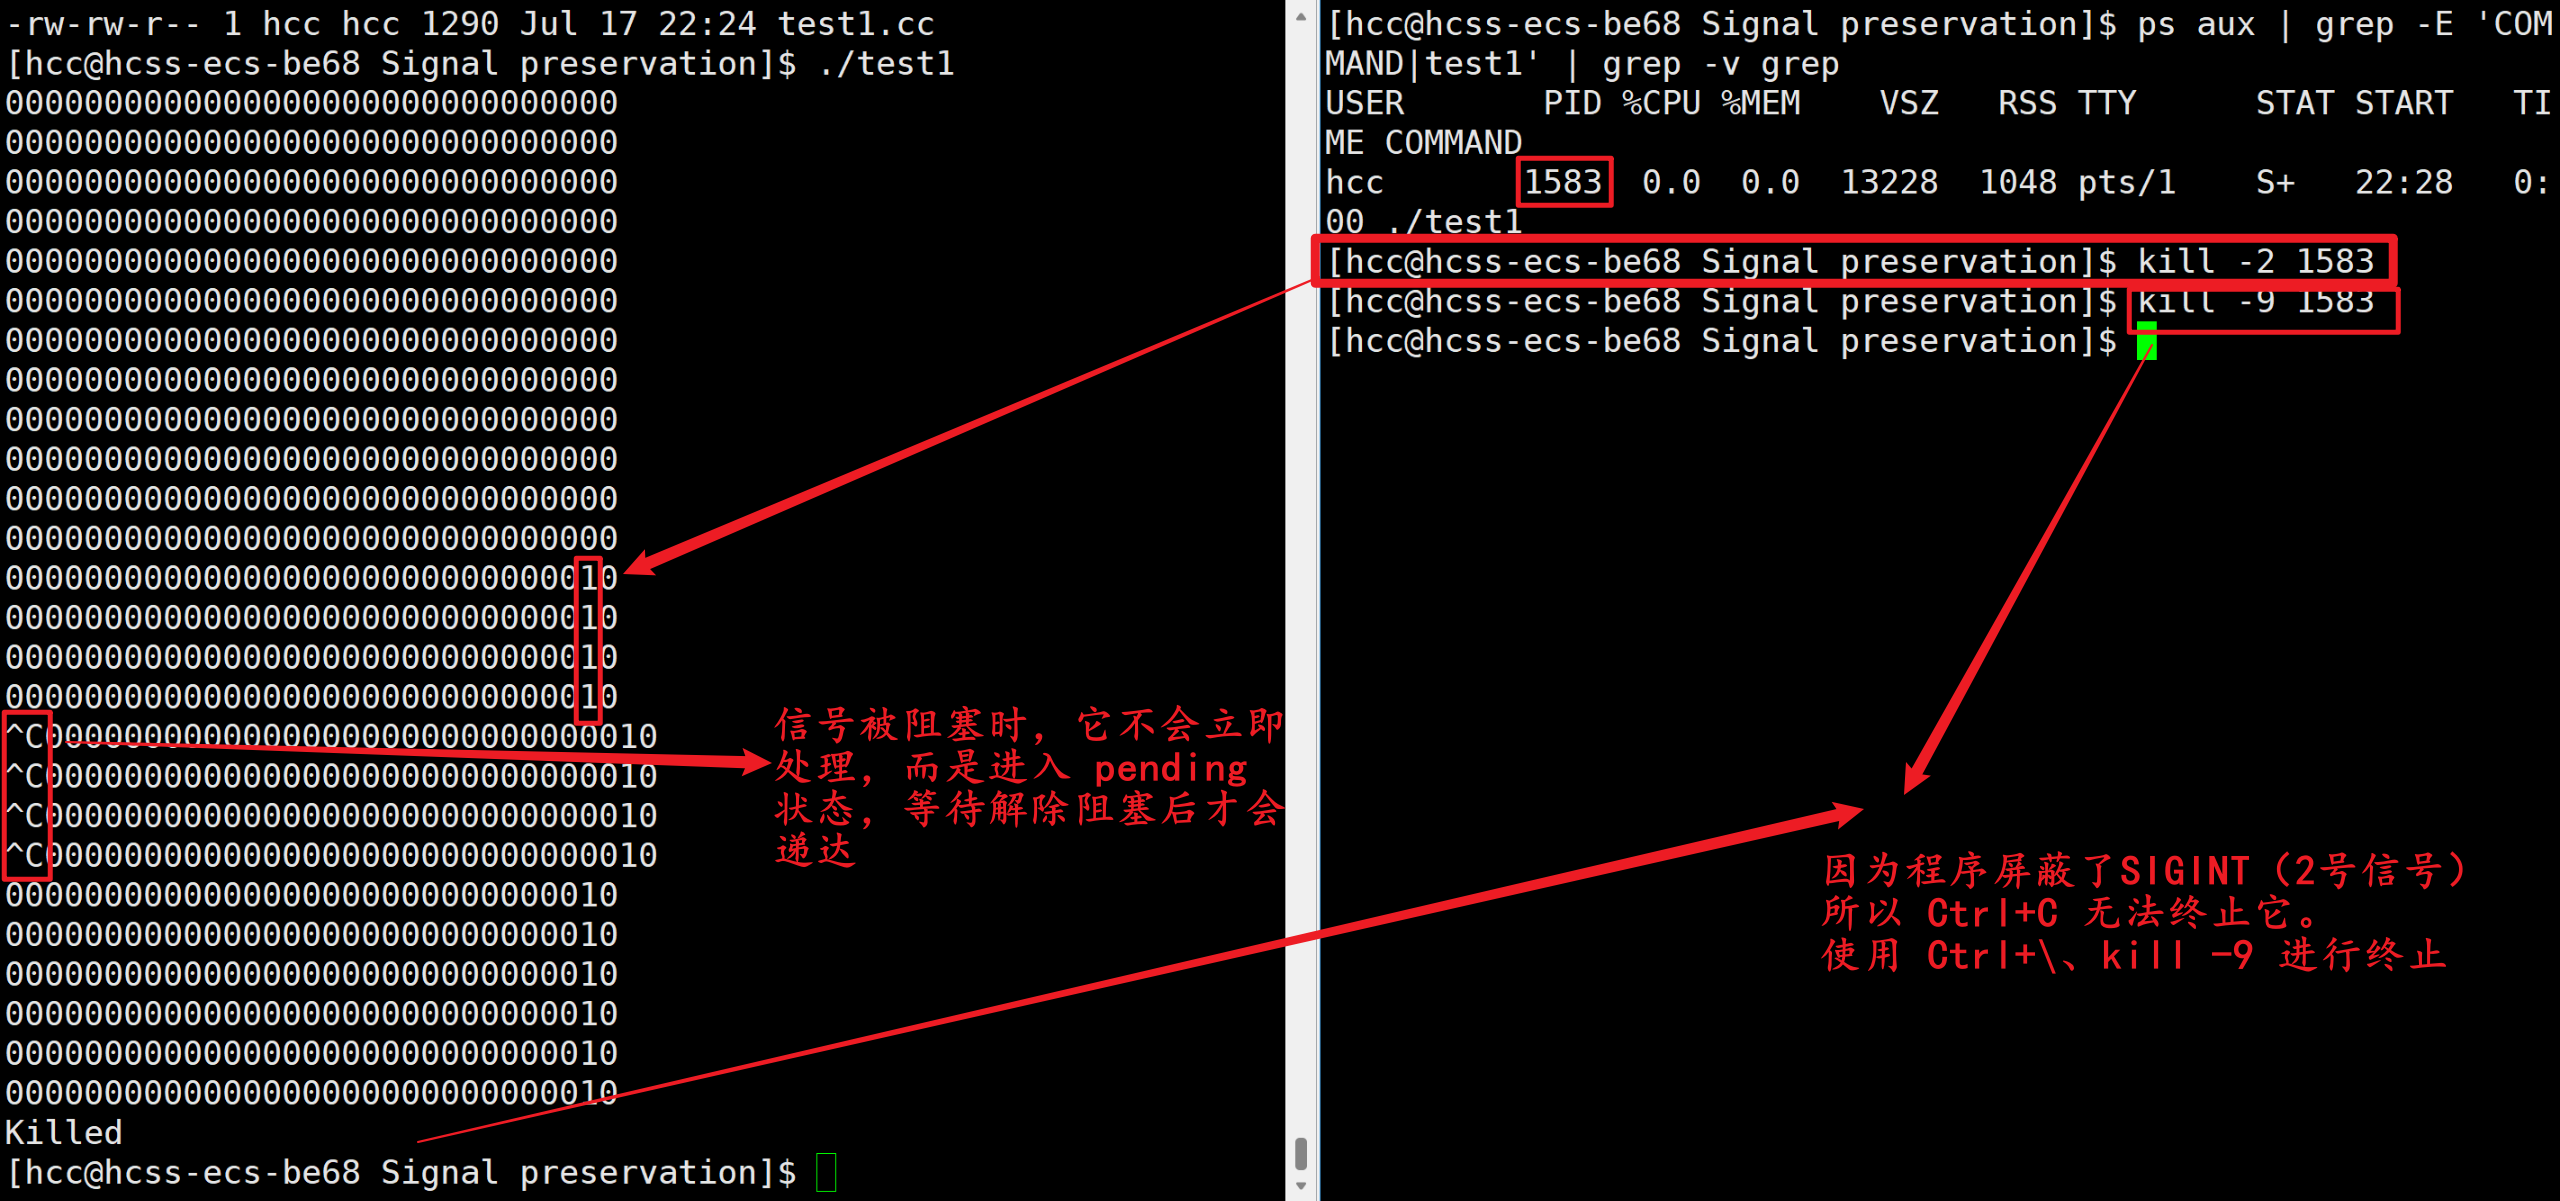 -rw-rw-r-- 1 hcc hcc 1290 Jul 17 22:24 test1.cc
[hcc@hcss-ecs-be68 Signal preservation]$ ./test1
0000000000000000000000000000000
0000000000000000000000000000000
0000000000000000000000000000000
0000000000000000000000000000000
0000000000000000000000000000000
0000000000000000000000000000000
0000000000000000000000000000000
0000000000000000000000000000000
0000000000000000000000000000000
0000000000000000000000000000000
0000000000000000000000000000000
0000000000000000000000000000000
0000000000000000000000000000010
0000000000000000000000000000010
0000000000000000000000000000010
0000000000000000000000000000010
^C0000000000000000000000000000010
^C0000000000000000000000000000010
^C0000000000000000000000000000010
^C0000000000000000000000000000010
0000000000000000000000000000010
0000000000000000000000000000010
0000000000000000000000000000010
0000000000000000000000000000010
0000000000000000000000000000010
0000000000000000000000000000010
Killed
[hcc@hcss-ecs-be68 Signal preservation]$
信号被阻塞时，它不会立即
处理，而是进入 pending
状态，等待解除阻塞后才会
递达
[hcc@hcss-ecs-be68 Signal preservation]$ ps aux | grep -E 'COM
MAND|test1' | grep -v grep
USER       PID %CPU %MEM    VSZ   RSS TTY      STAT START   TI
ME COMMAND
hcc       1583  0.0  0.0  13228  1048 pts/1    S+   22:28   0:
00 ./test1
[hcc@hcss-ecs-be68 Signal preservation]$ kill -2 1583
[hcc@hcss-ecs-be68 Signal preservation]$ kill -9 1583
[hcc@hcss-ecs-be68 Signal preservation]$
因为程序屏蔽了SIGINT（2号信号）
所以 Ctrl+C 无法终止它。
使用 Ctrl+\、kill -9 进行终止